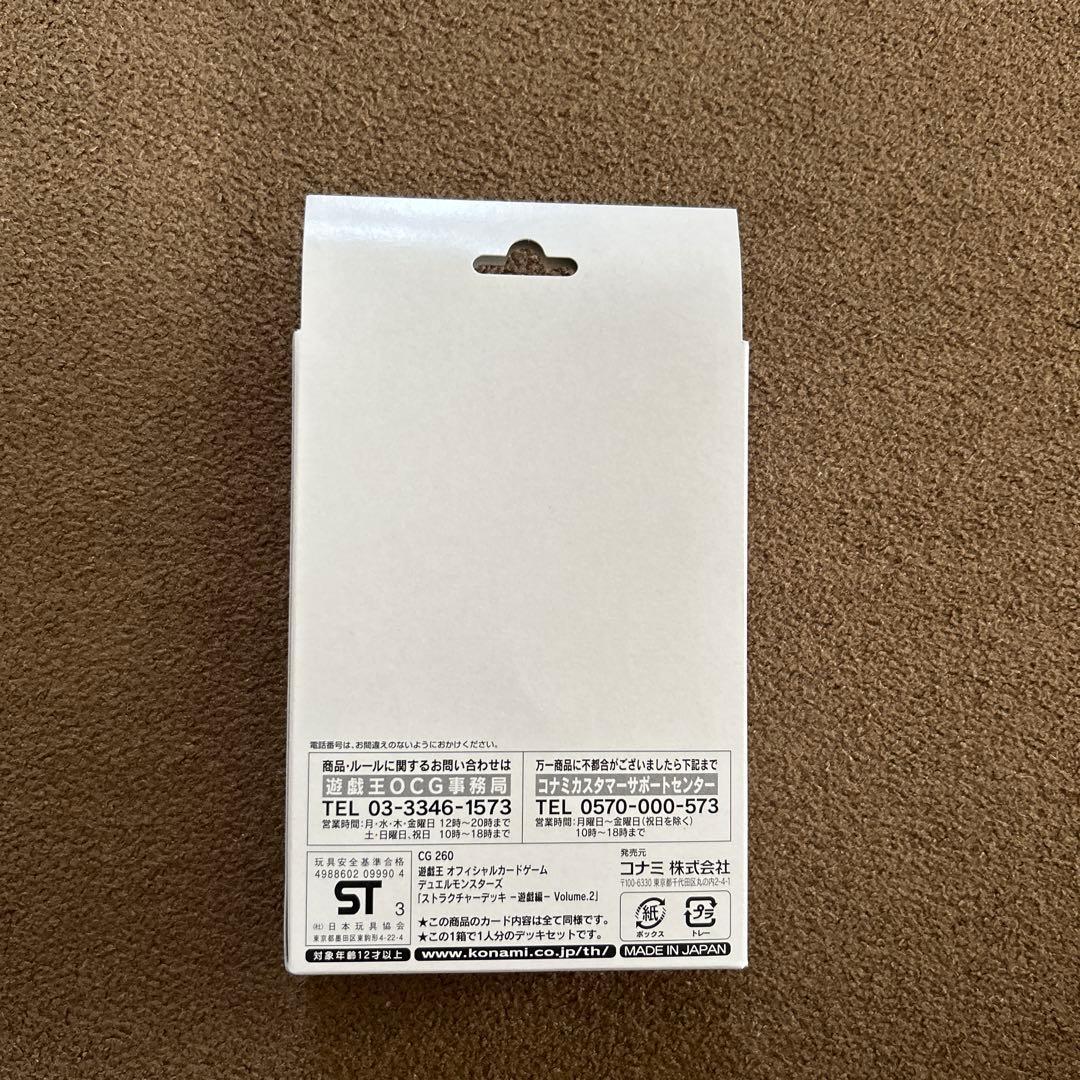 電話番号は、お間違えのないようにおかけください。
商品・ルールに関するお問い合わせは
遊戯王OCG事務局
TEL 03-3346-1573
営業時間：月・水・木・金曜日 12時〜20時まで
土・日曜日、祝日 10時〜18時まで
万一商品に不都合がございましたら下記まで
コナミカスタマーサポートセンター
TEL 0570-000-573
営業時間：月曜日〜金曜日（祝日を除く）
10時〜18時まで
玩具安全基準合格
4988602 09990 4
ST 3
(社) 日本玩具協会
東京都墨田区東駒形4-22-4
対象年齢12才以上
CG 260
遊戯王 オフィシャルカードゲーム
デュエルモンスターズ
「ストラクチャーデッキ －遊戯編－ Volume.2」
★この商品のカード内容は全て同様です。
★この1箱で1人分のデッキセットです。
www.konami.co.jp/th/
発売元
コナミ 株式会社
〒100-6330 東京都千代田区丸の内2-4-1
紙
ボックス
プラ
トレー
MADE IN JAPAN